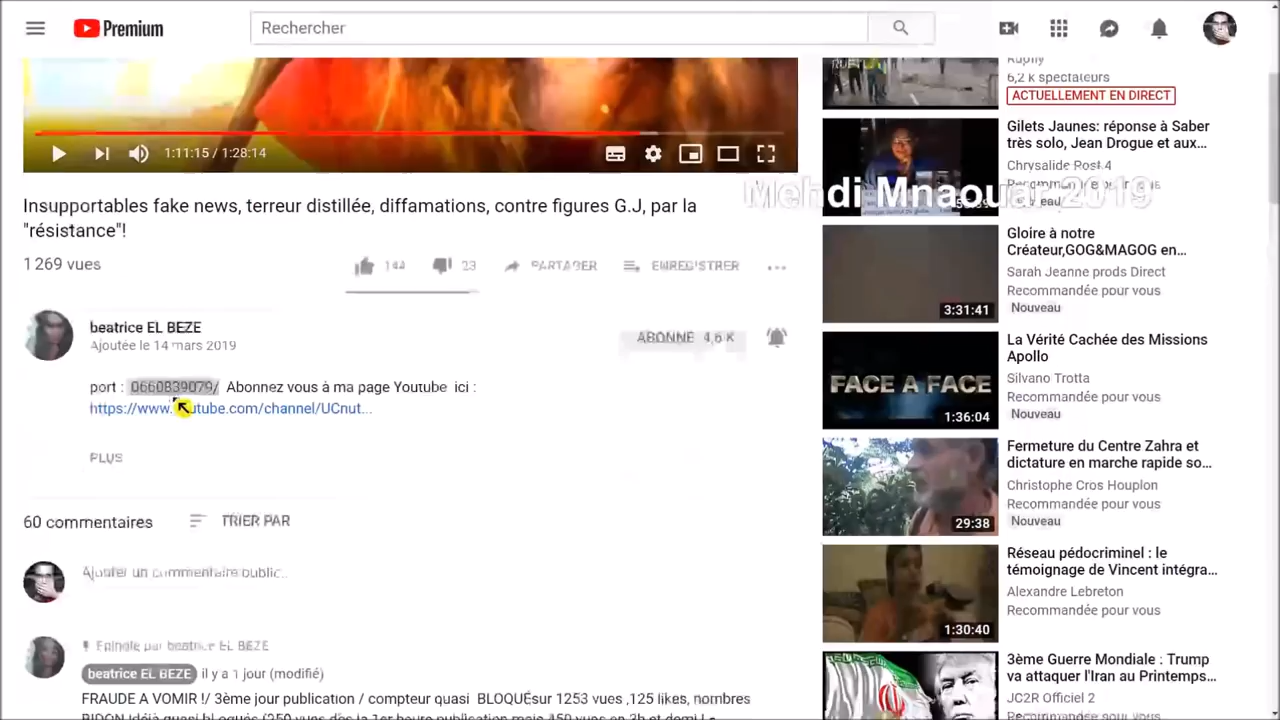 Premium
Rechercher
1:11:15 / 1:28:14
Insupportables fake news, terreur distillée, diffamations, contre figures G.J, par la
"résistance"!
1 269 vues
144
23
PARTAGER
ENREGISTRER
beatrice EL BEZE
Ajoutée le 14 mars 2019
ABONNÉ 4,6 K
port : 0660839079/ Abonnez vous à ma page Youtube ici :
https://www.youtube.com/channel/UCnut...
PLUS
60 commentaires
TRIER PAR
Ajouter un commentaire public...
Épinglé par beatrice EL BEZE
beatrice EL BEZE il y a 1 jour (modifié)
FRAUDE A VOMIR !/ 3ème jour publication / compteur quasi BLOQUÉsur 1253 vues ,125 likes, nombres
Ruptly
6,2 k spectateurs
ACTUELLEMENT EN DIRECT
Gilets Jaunes: réponse à Saber
très solo, Jean Drogue et aux...
Chrysalide Post 4
Mehdi Mnaouar 2019
Gloire à notre
Créateur,GOG&MAGOG en...
Sarah Jeanne prods Direct
Recommandée pour vous
Nouveau
3:31:41
La Vérité Cachée des Missions
Apollo
Silvano Trotta
Recommandée pour vous
Nouveau
FACE A FACE
1:36:04
Fermeture du Centre Zahra et
dictature en marche rapide so...
Christophe Cros Houplon
Recommandée pour vous
Nouveau
29:38
Réseau pédocriminel : le
témoignage de Vincent intégra...
Alexandre Lebreton
Recommandée pour vous
1:30:40
3ème Guerre Mondiale : Trump
va attaquer l'Iran au Printemps...
JC2R Officiel 2
Recommandée pour vous